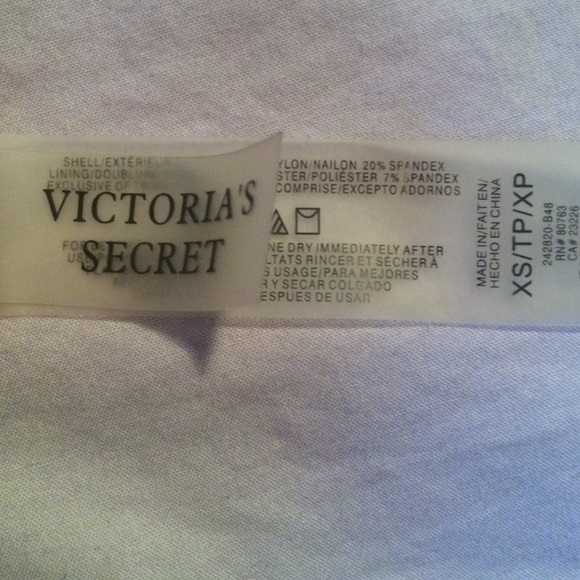 VICTORIA'S
SECRET
SHELL/EXTÉRIEUR
LINING/DOUBLURE
EXCLUSIVE OF
YLON/NAILON 20% SPANDEX
STER/POLIÉSTER 7% SPANDEX
COMPRISE/EXCEPTO ADORNOS
NE DRY IMMEDIATELY AFTER
LTATS RINCER ET SÉCHER À
S USAGE/PARA MEJORES
R Y SECAR COLGADO
ESPUES DE USAR
MADE IN/FAIT EN/
HECHO EN CHINA
XS/TP/XP
242820-B48
RN# 80763
CA# 23226